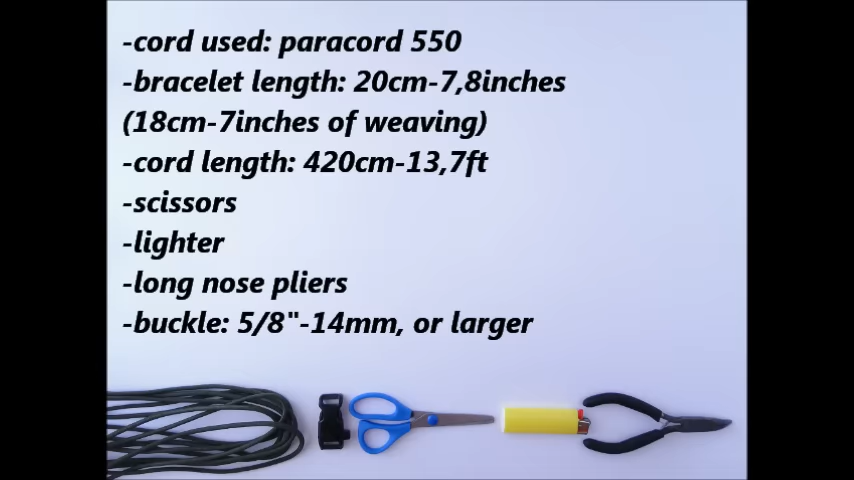 -cord used: paracord 550
-bracelet length: 20cm-7,8inches
(18cm-7inches of weaving)
-cord length: 420cm-13,7ft
-scissors
-lighter
-long nose pliers
-buckle: 5/8"-14mm, or larger